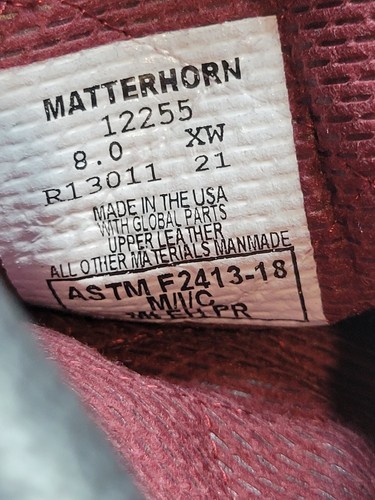 MATTERHORN
12255
8.0 XW
R13011 21
MADE IN THE USA
WITH GLOBAL PARTS
UPPER LEATHER
ALL OTHER MATERIALS MANMADE
ASTM F2413-18
M/I/C
PR